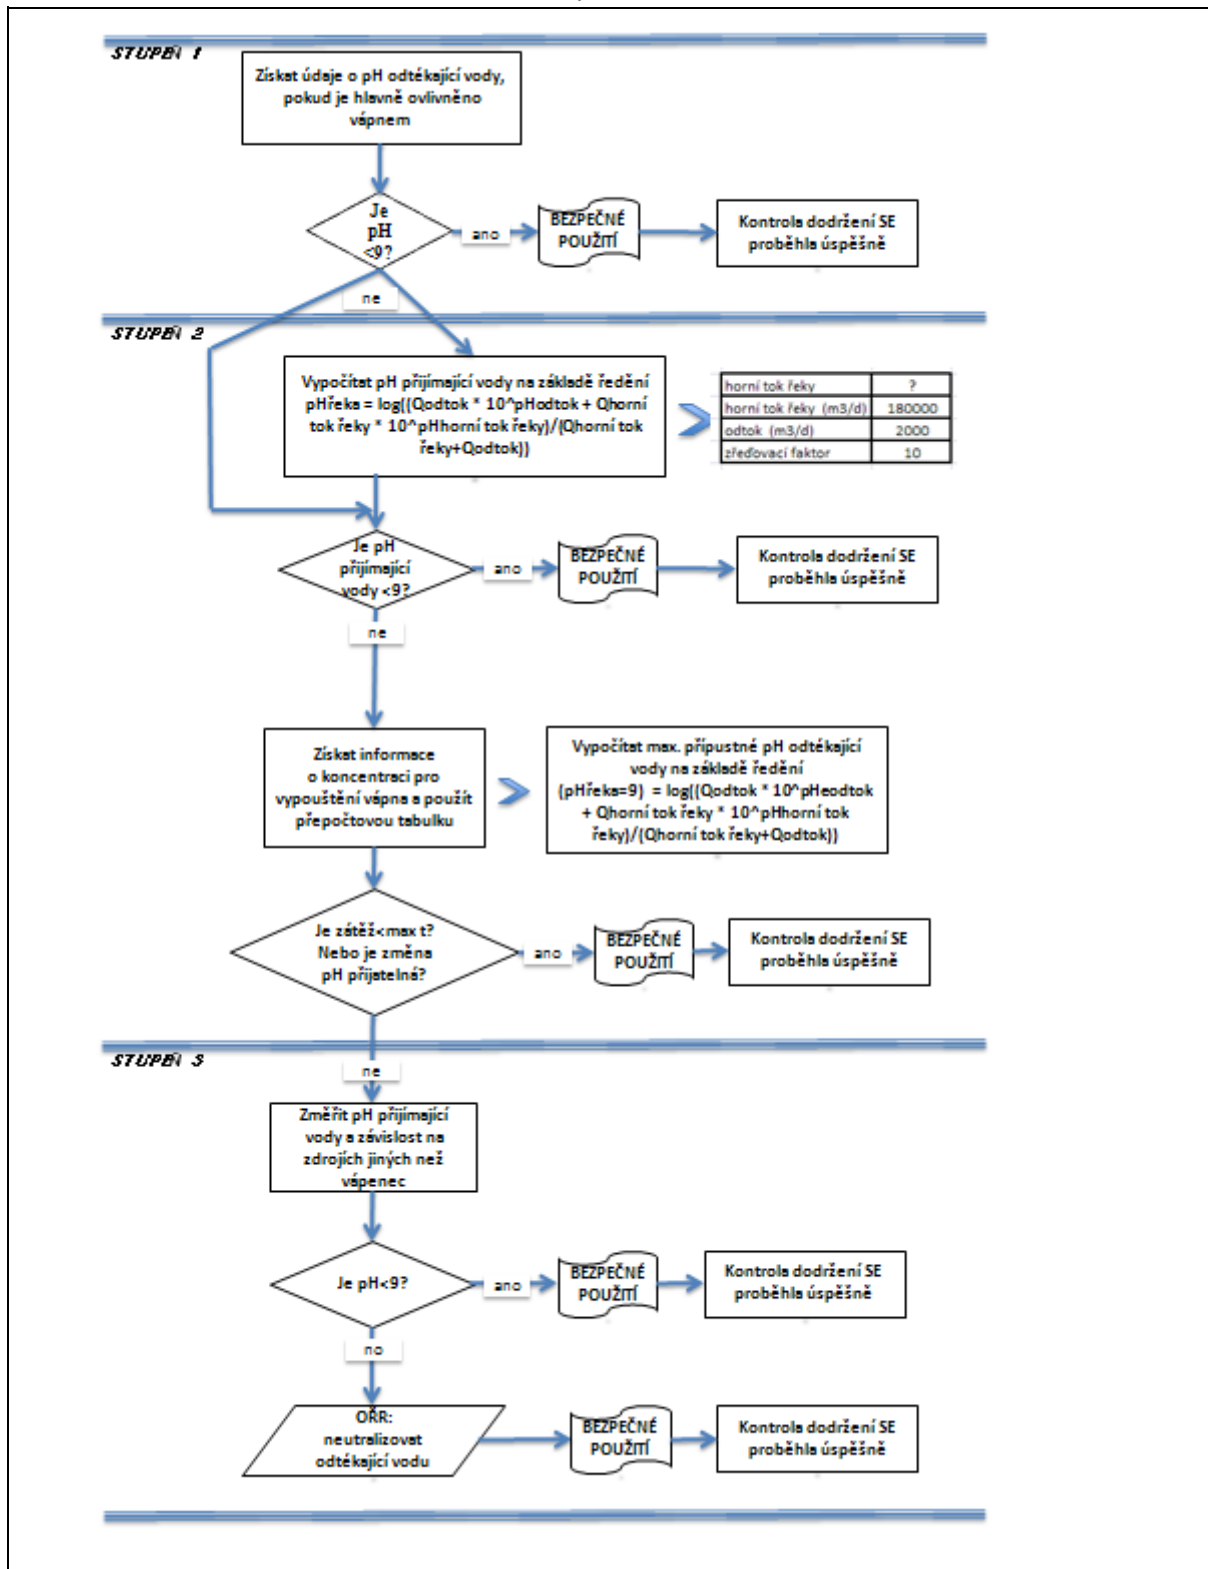 STUPEŇ 1
Získat údaje o pH odtékající vody,
pokud je hlavně ovlivněno
vápnem
Je
pH
<9?
ano
BEZPEČNÉ
POUŽITÍ
Kontrola dodržení SE
proběhla úspěšně
ne
STUPEŇ 2
Vypočítat pH přijímající vody na základě ředění
pHřeka = log((Qodtok * 10^pHodtok + Qhorní
tok řeky * 10^pHhorní tok řeky)/(Qhorní tok
řeky+Qodtok))
horní tok řeky ?
horní tok řeky (m3/d) 180000
odtok (m3/d) 2000
zřeďovací faktor 10
Je pH
přijímající
vody <9?
ano
BEZPEČNÉ
POUŽITÍ
Kontrola dodržení SE
proběhla úspěšně
ne
Získat informace
o koncentraci pro
vypouštění vápna a použít
přepočtovou tabulku
Vypočítat max. přípustné pH odtékající
vody na základě ředění
(pHřeka=9) = log((Qodtok * 10^pHeodtok
+ Qhorní tok řeky * 10^pHhorní tok
řeky)/(Qhorní tok řeky+Qodtok))
Je zátěž<max t?
Nebo je změna
pH přijatelná?
ano
BEZPEČNÉ
POUŽITÍ
Kontrola dodržení SE
proběhla úspěšně
STUPEŇ 3
ne
Změřit pH přijímající
vody a závislost na
zdrojích jiných než
vápenec
Je pH<9?
ano
BEZPEČNÉ
POUŽITÍ
Kontrola dodržení SE
proběhla úspěšně
no
OŘR:
neutralizovat
odtékající vodu
BEZPEČNÉ
POUŽITÍ
Kontrola dodržení SE
proběhla úspěšně